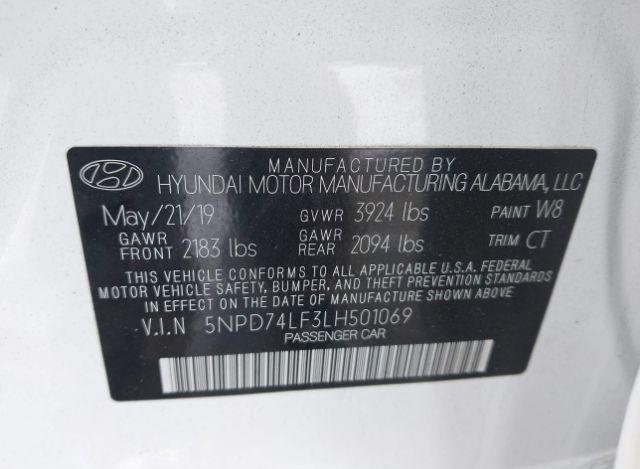 MANUFACTURED BY
HYUNDAI MOTOR MANUFACTURING ALABAMA, LLC
May/21/19 GVWR 3924 lbs PAINT W8
GAWR FRONT 2183 lbs GAWR REAR 2094 lbs TRIM CT
THIS VEHICLE CONFORMS TO ALL APPLICABLE U.S.A. FEDERAL
MOTOR VEHICLE SAFETY, BUMPER, AND THEFT PREVENTION STANDARDS
IN EFFECT ON THE DATE OF MANUFACTURE SHOWN ABOVE.
V.I.N 5NPD74LF3LH501069
PASSENGER CAR